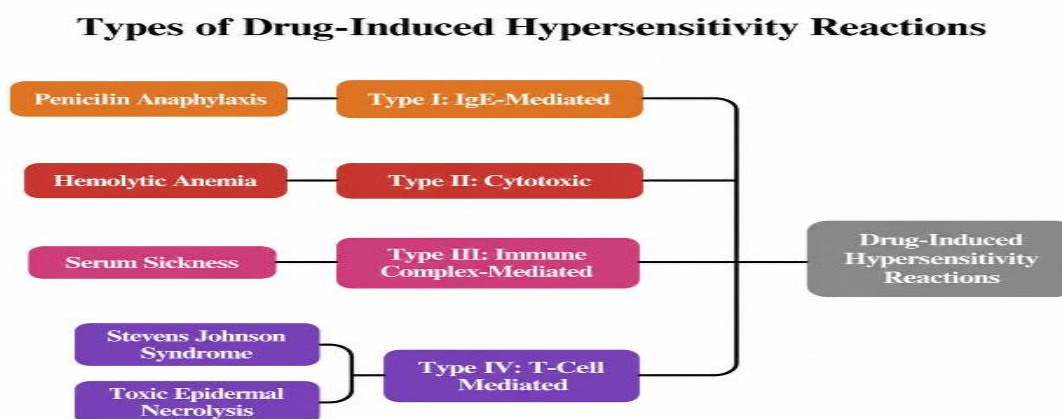 Types of Drug-Induced Hypersensitivity Reactions
Penicilin Anaphylaxis
Type I: IgE-Mediated
Hemolytic Anemia
Type II: Cytotoxic
Serum Sickness
Type III: Immune
Complex-Mediated
Drug-Induced
Hypersensitivity
Reactions
Stevens Johnson
Syndrome
Toxic Epidermal
Necrolysis
Type IV: T-Cell
Mediated